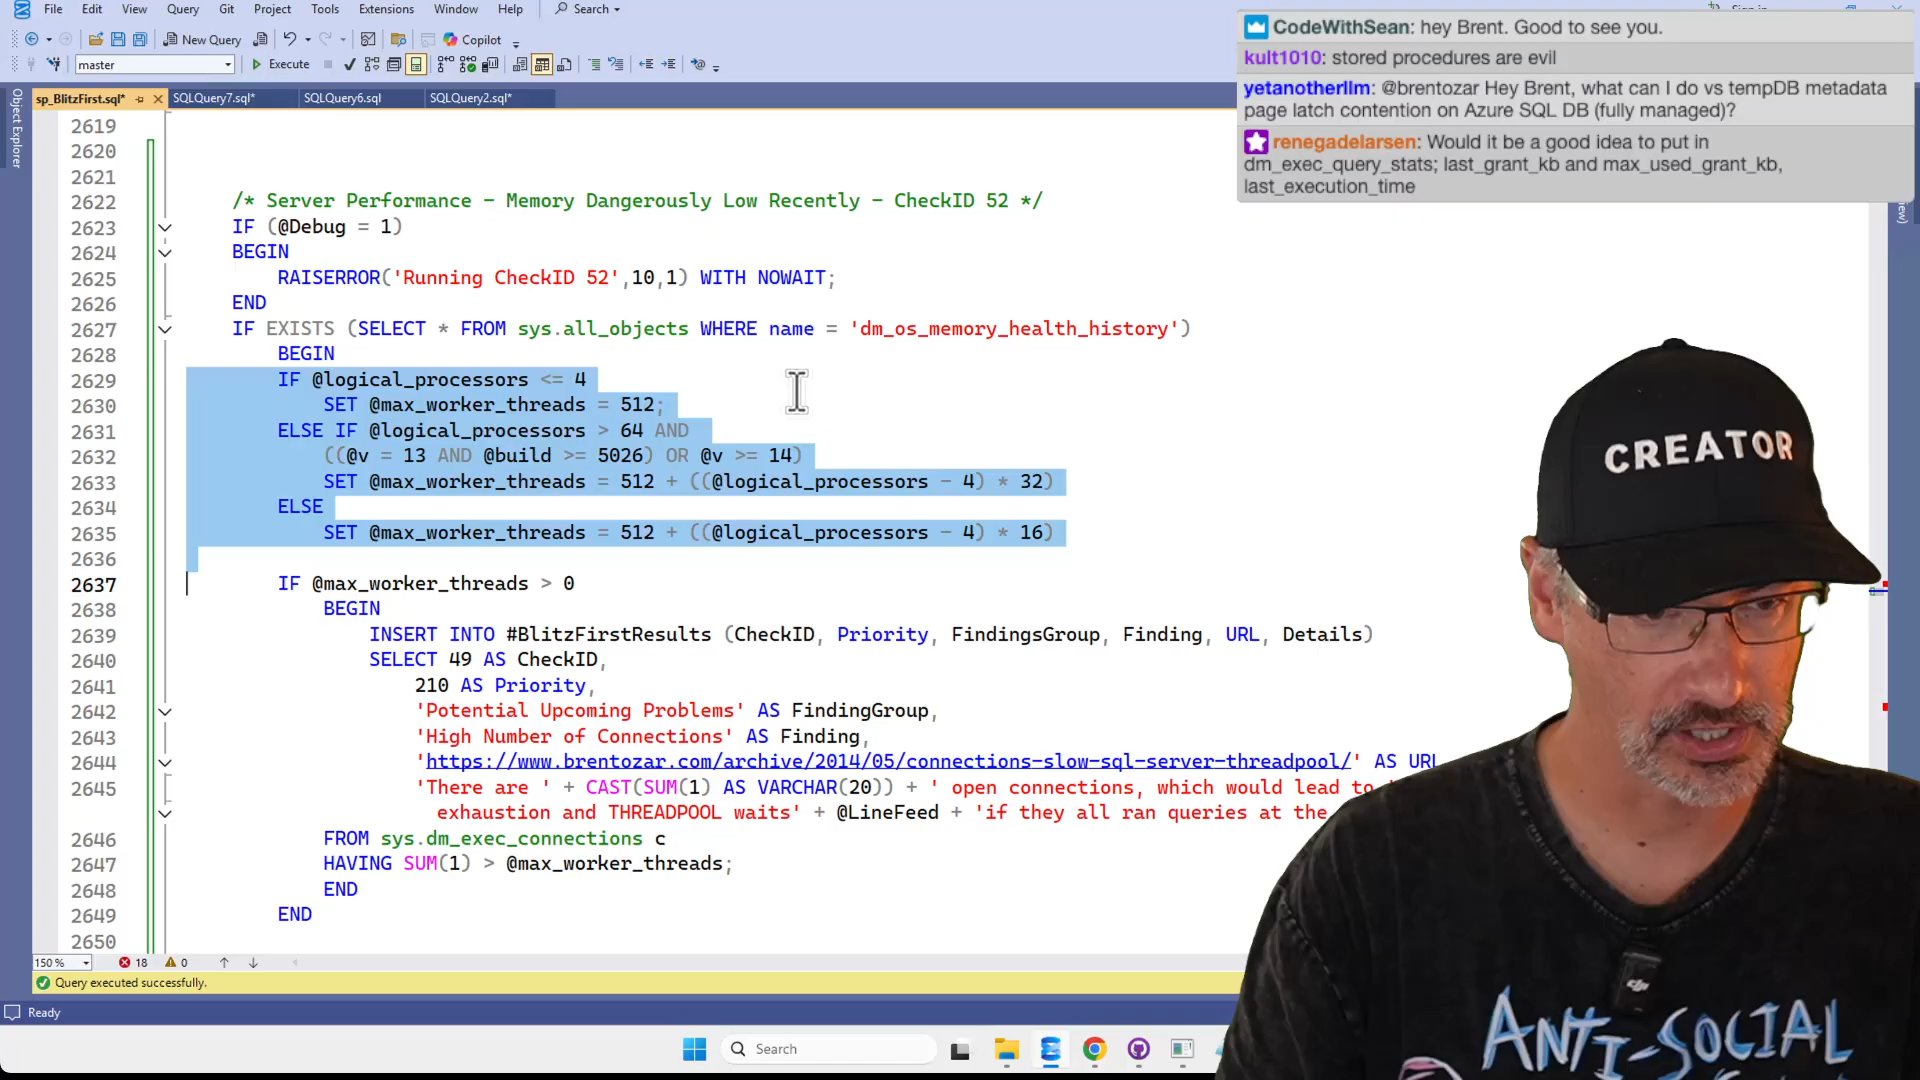 File Edit View Query Git Project Tools Extensions Window Help Search
New Query Copilot
master Execute
sp_BlitzFirst.sql* SQLQuery7.sql* SQLQuery6.sql SQLQuery2.sql*
Object Explorer
CodeWithSean: hey Brent. Good to see you.
kult1010: stored procedures are evil
yetanotherllm: @brentozar Hey Brent, what can I do vs tempDB metadata
page latch contention on Azure SQL DB (fully managed)?
renegadelarsen: Would it be a good idea to put in
dm_exec_query_stats; last_grant_kb and max_used_grant_kb,
last_execution_time
2619
2620
2621
2622 /* Server Performance - Memory Dangerously Low Recently - CheckID 52 */
2623 IF (@Debug = 1)
2624 BEGIN
2625 RAISERROR('Running CheckID 52',10,1) WITH NOWAIT;
2626 END
2627 IF EXISTS (SELECT * FROM sys.all_objects WHERE name = 'dm_os_memory_health_history')
2628 BEGIN
2629 IF @logical_processors <= 4
2630 SET @max_worker_threads = 512;
2631 ELSE IF @logical_processors > 64 AND
2632 ((@v = 13 AND @build >= 5026) OR @v >= 14)
2633 SET @max_worker_threads = 512 + ((@logical_processors - 4) * 32)
2634 ELSE
2635 SET @max_worker_threads = 512 + ((@logical_processors - 4) * 16)
2636
2637 IF @max_worker_threads > 0
2638 BEGIN
2639 INSERT INTO #BlitzFirstResults (CheckID, Priority, FindingsGroup, Finding, URL, Details)
2640 SELECT 49 AS CheckID,
2641 210 AS Priority,
2642 'Potential Upcoming Problems' AS FindingGroup,
2643 'High Number of Connections' AS Finding,
2644 'https://www.brentozar.com/archive/2014/05/connections-slow-sql-server-threadpool/' AS URL
2645 'There are ' + CAST(SUM(1) AS VARCHAR(20)) + ' open connections, which would lead to
exhaustion and THREADPOOL waits' + @LineFeed + 'if they all ran queries at the
2646 FROM sys.dm_exec_connections c
2647 HAVING SUM(1) > @max_worker_threads;
2648 END
2649 END
2650
150 % 18 0
Query executed successfully.
Ready
Search
CREATOR
ANTI-SOCIAL
dji